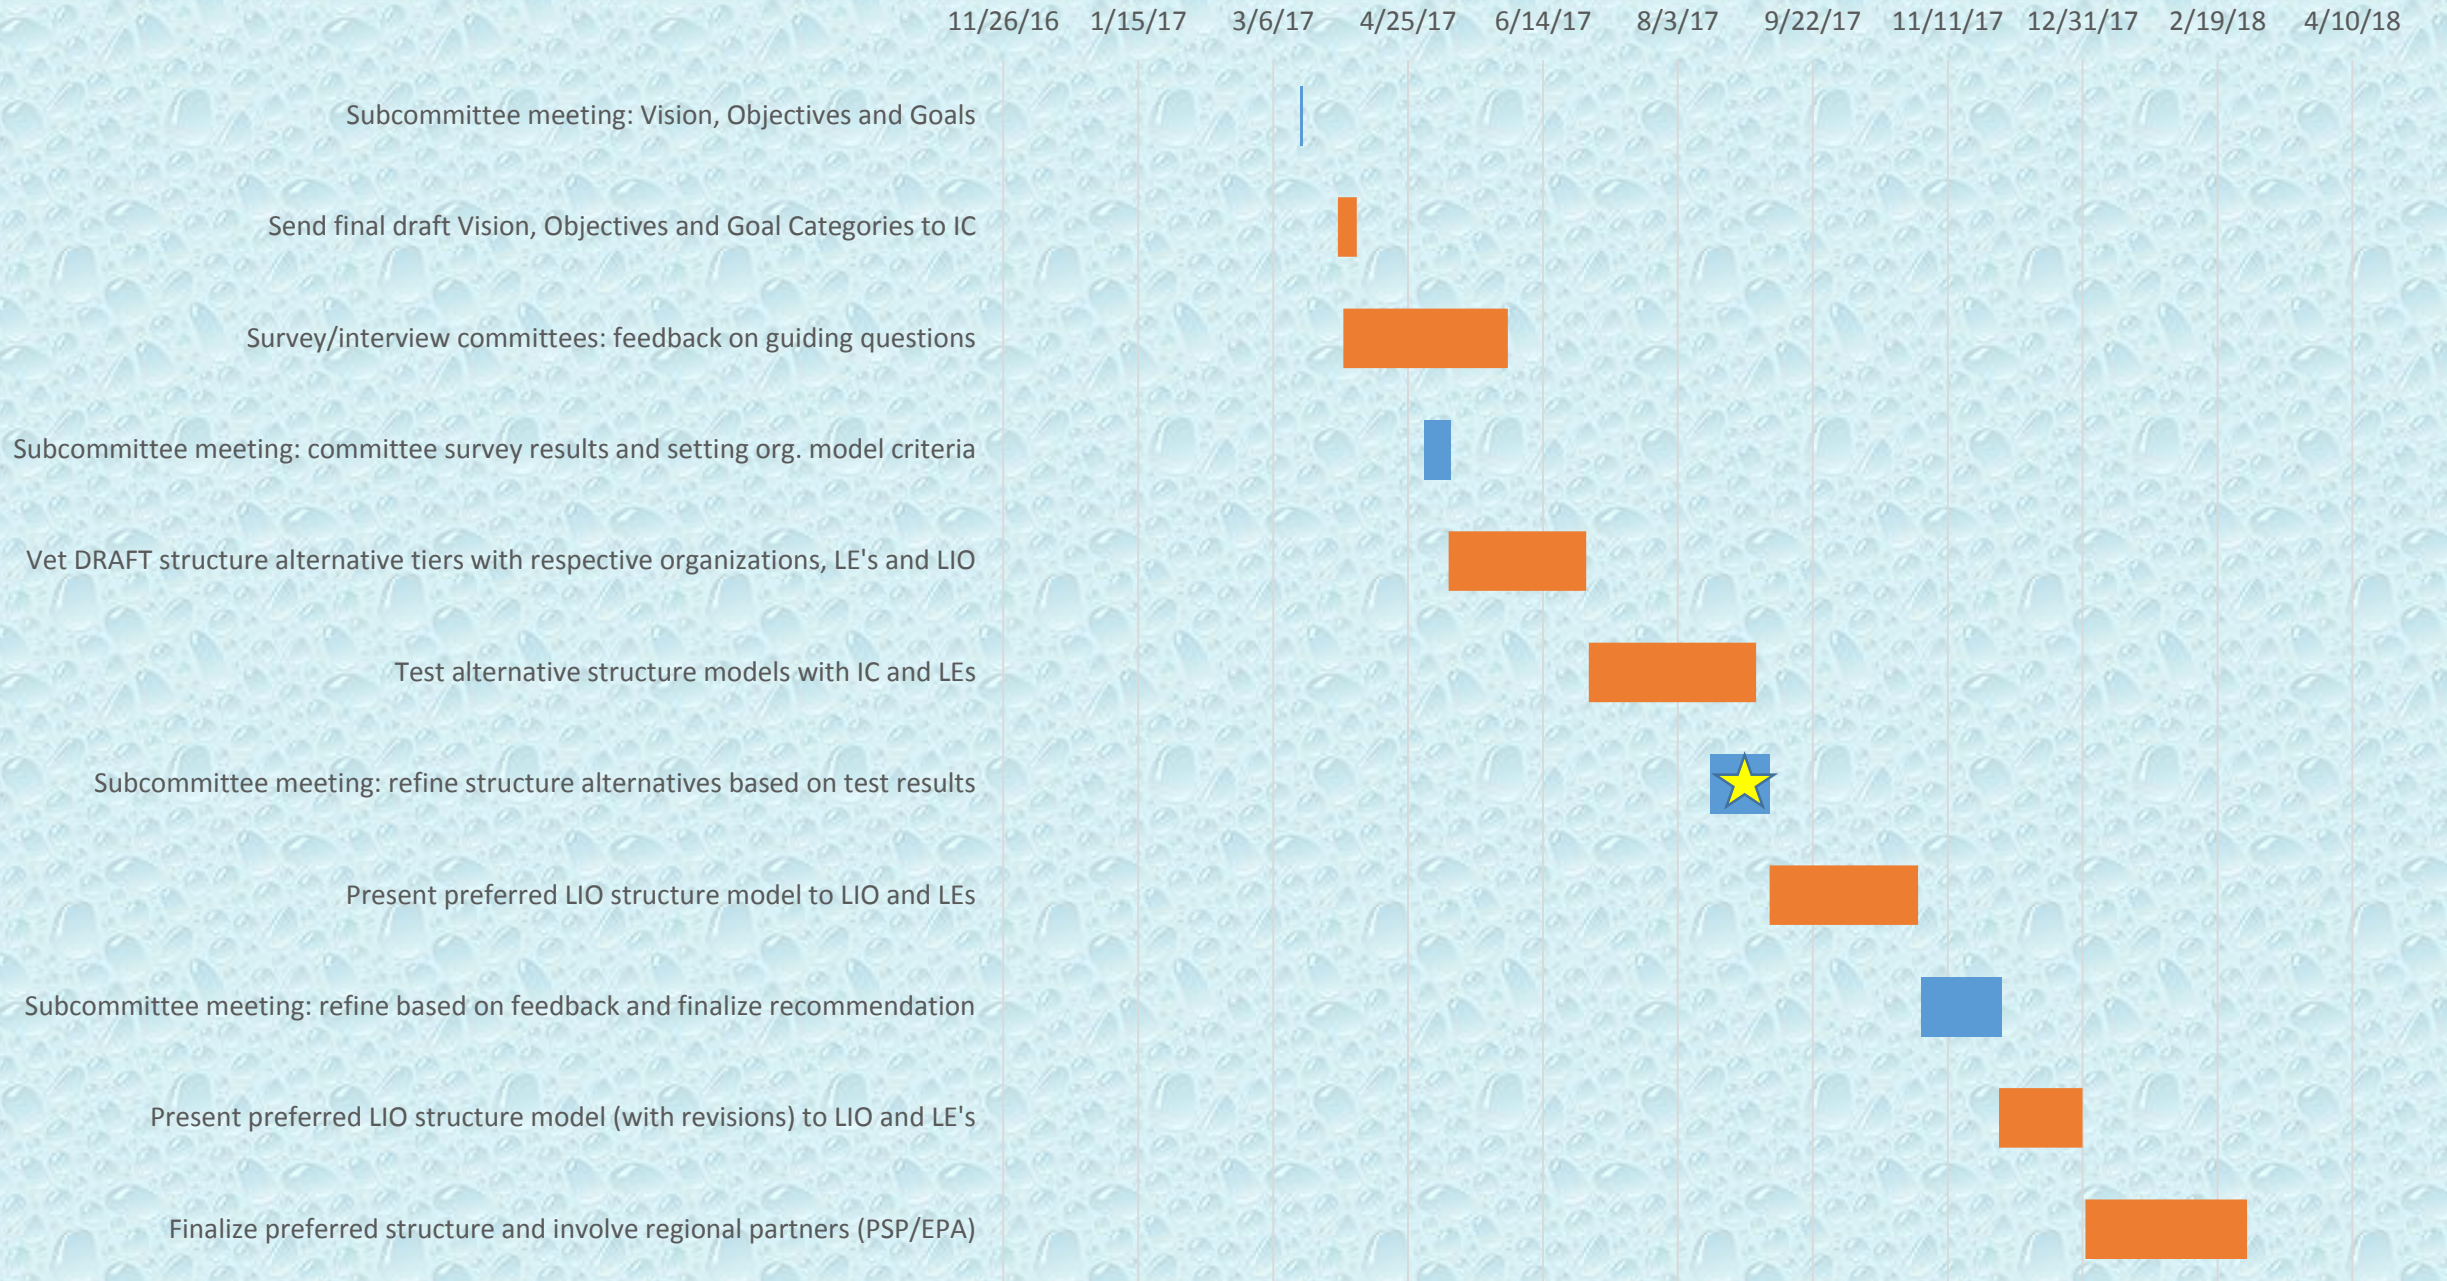 11/26/16 1/15/17 3/6/17 4/25/17 6/14/17 8/3/17 9/22/17 11/11/17 12/31/17 2/19/18 4/10/18
Subcommittee meeting: Vision, Objectives and Goals
Send final draft Vision, Objectives and Goal Categories to IC
Survey/interview committees: feedback on guiding questions
Subcommittee meeting: committee survey results and setting org. model criteria
Vet DRAFT structure alternative tiers with respective organizations, LE's and LIO
Test alternative structure models with IC and LEs
Subcommittee meeting: refine structure alternatives based on test results
Present preferred LIO structure model to LIO and LEs
Subcommittee meeting: refine based on feedback and finalize recommendation
Present preferred LIO structure model (with revisions) to LIO and LE's
Finalize preferred structure and involve regional partners (PSP/EPA)